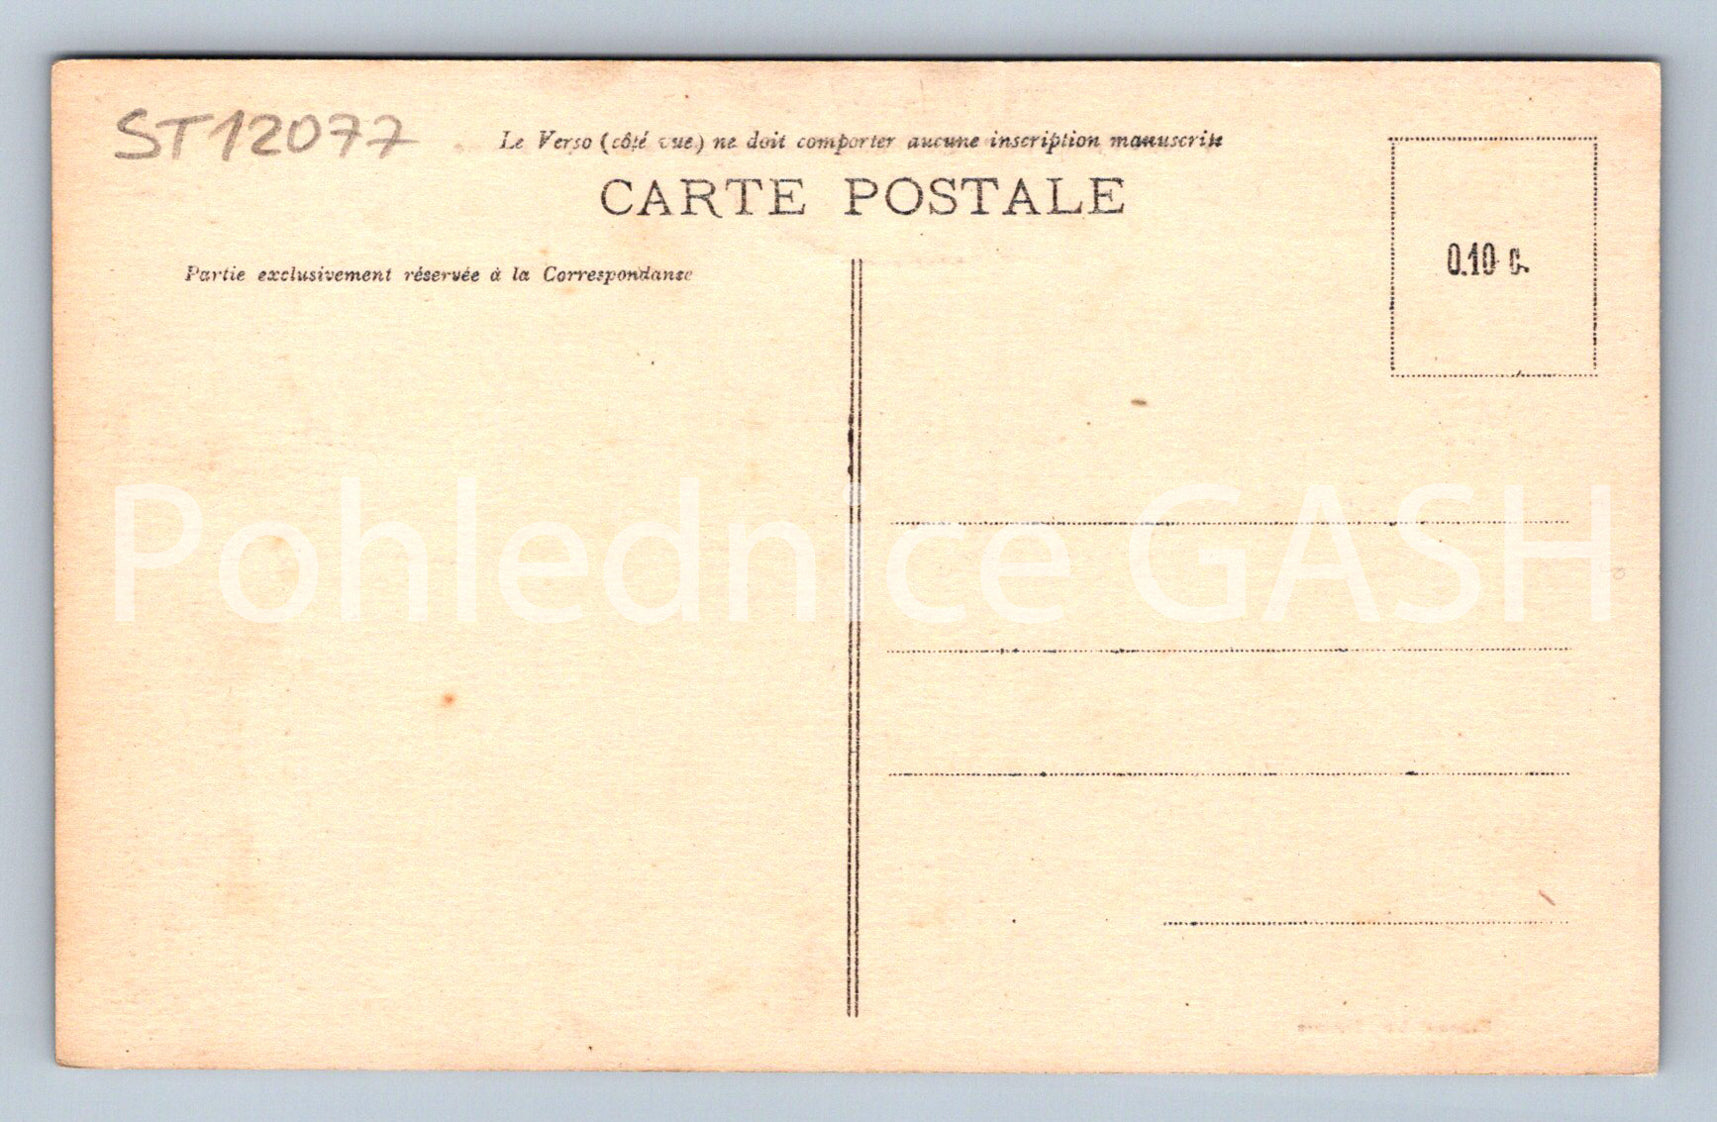 ST12077
Le Verso (côté vue) ne doit comporter aucune inscription manuscrite
CARTE POSTALE
Partie exclusivement réservée à la Correspondanse
0.10 c.
Pohlednice GASH